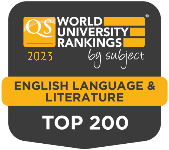 QS WORLD
UNIVERSITY
RANKINGS
2023 by subject
ENGLISH LANGUAGE &
LITERATURE
TOP 200